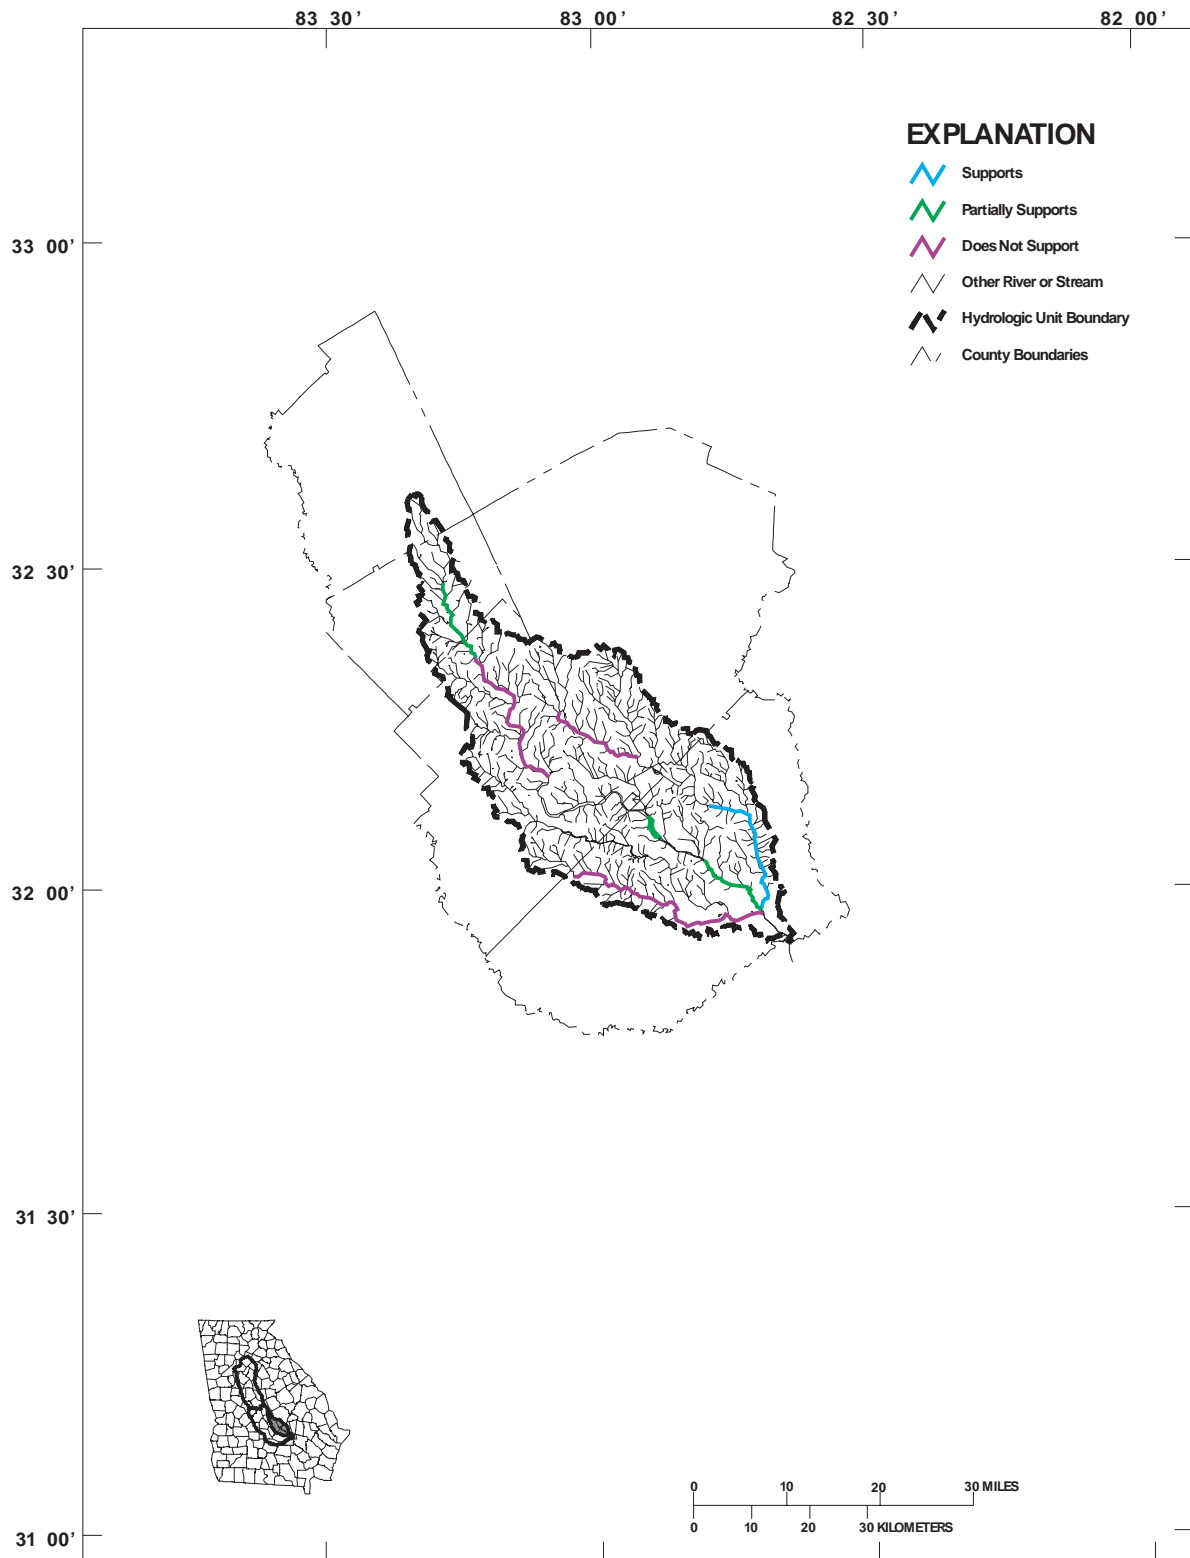 83 30’ 83 00’ 82 30’ 82 00’
EXPLANATION
Supports
Partially Supports
Does Not Support
Other River or Stream
Hydrologic Unit Boundary
County Boundaries
33 00’
32 30’
32 00’
31 30’
31 00’
0 10 20 30 MILES
0 10 20 30 KILOMETERS